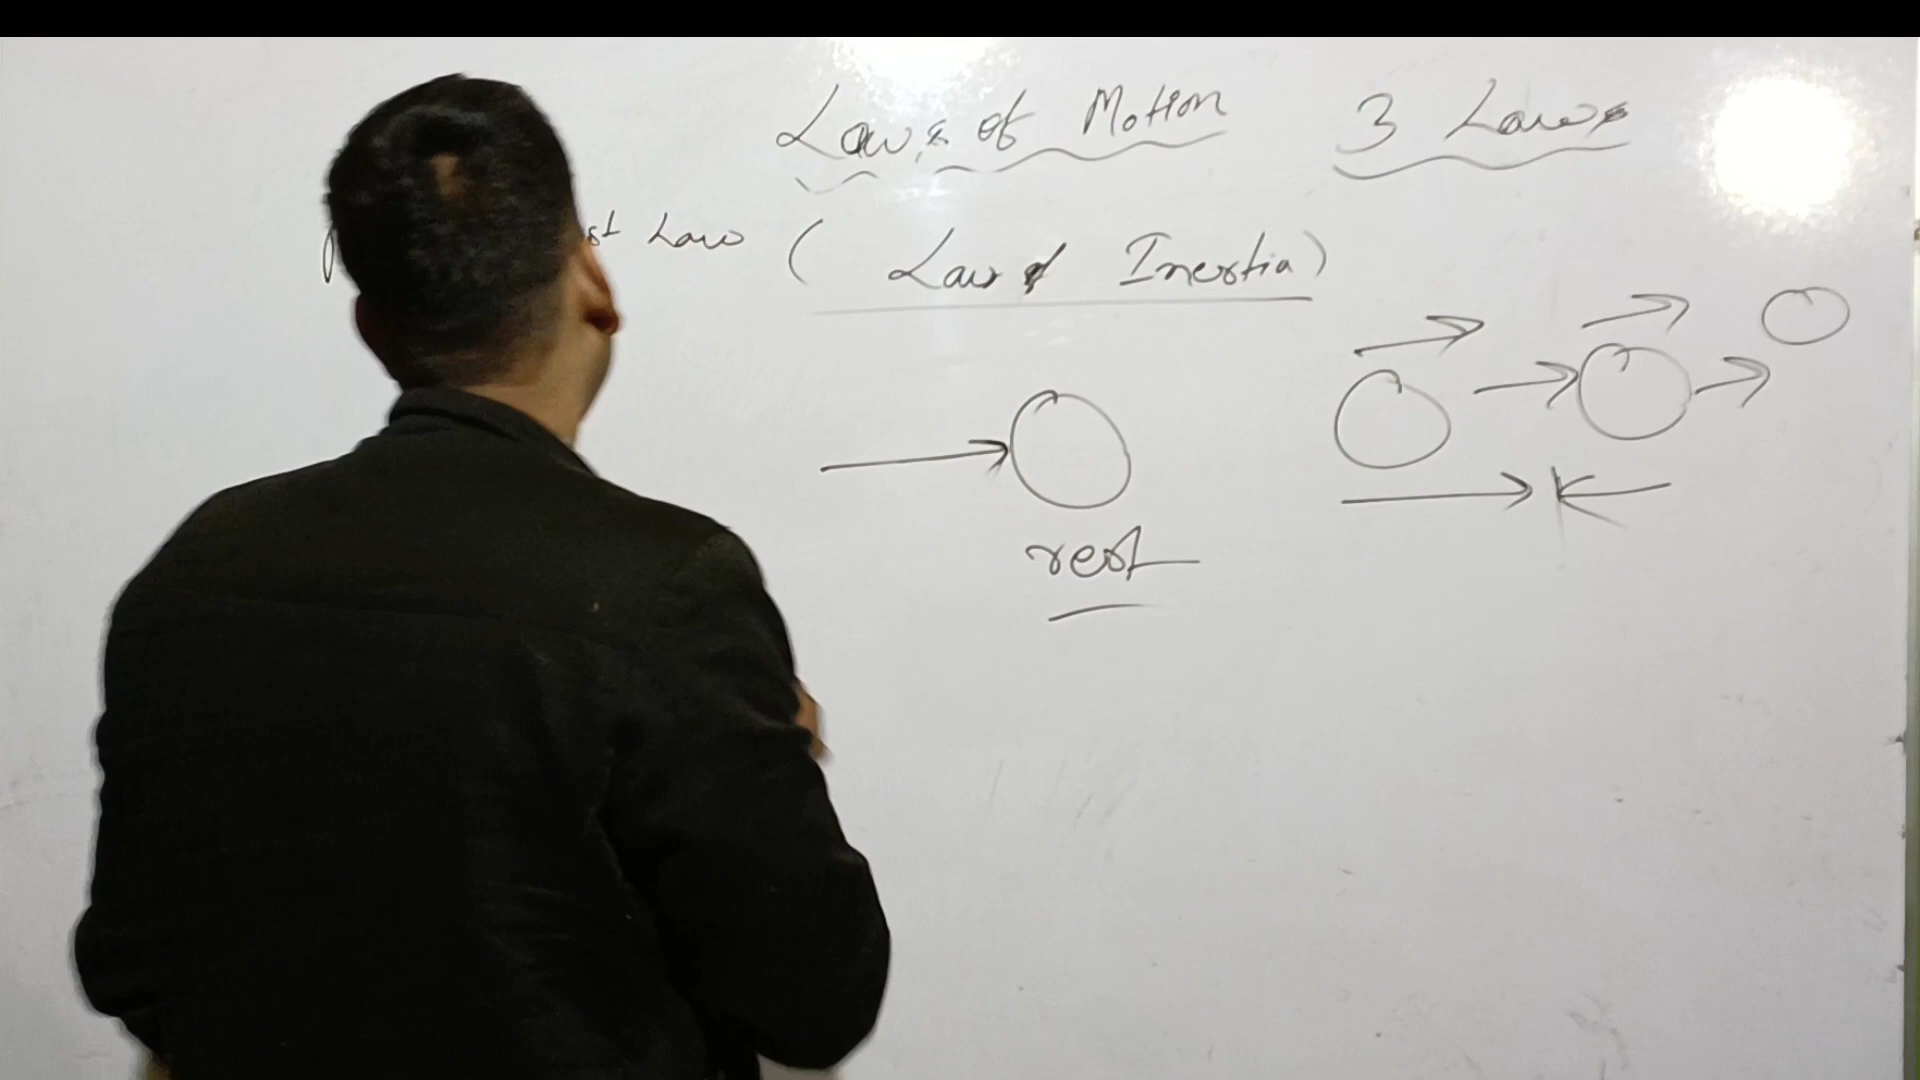 Laws of Motion 3 Laws
st Law ( Law of Inertia )
rest